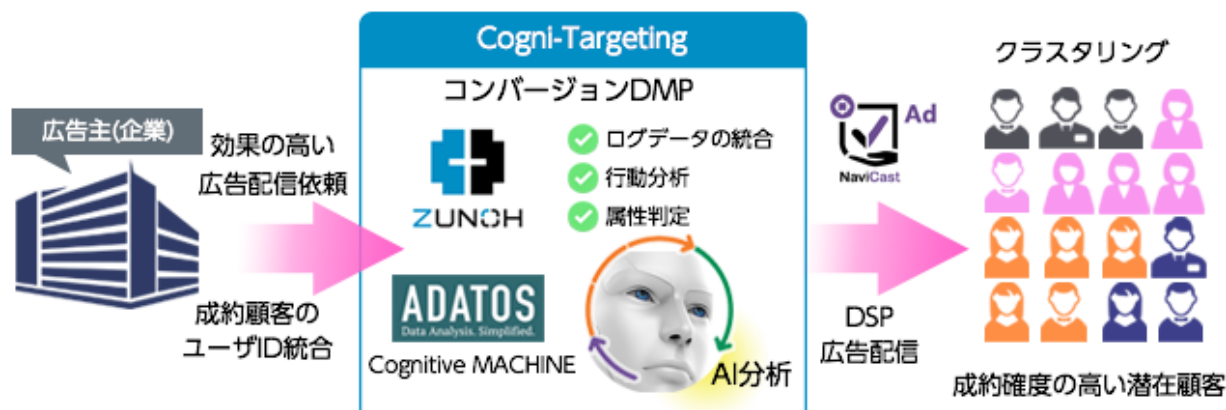 Cogni-Targeting
コンバージョンDMP
広告主(企業)
効果の高い
広告配信依頼
成約顧客の
ユーザID統合
ZUNOH
ログデータの統合
行動分析
属性判定
ADATOS
Data Analysis. Simplified.
Cognitive MACHINE
AI分析
Ad
NaviCast
DSP
広告配信
クラスタリング
成約確度の高い潜在顧客